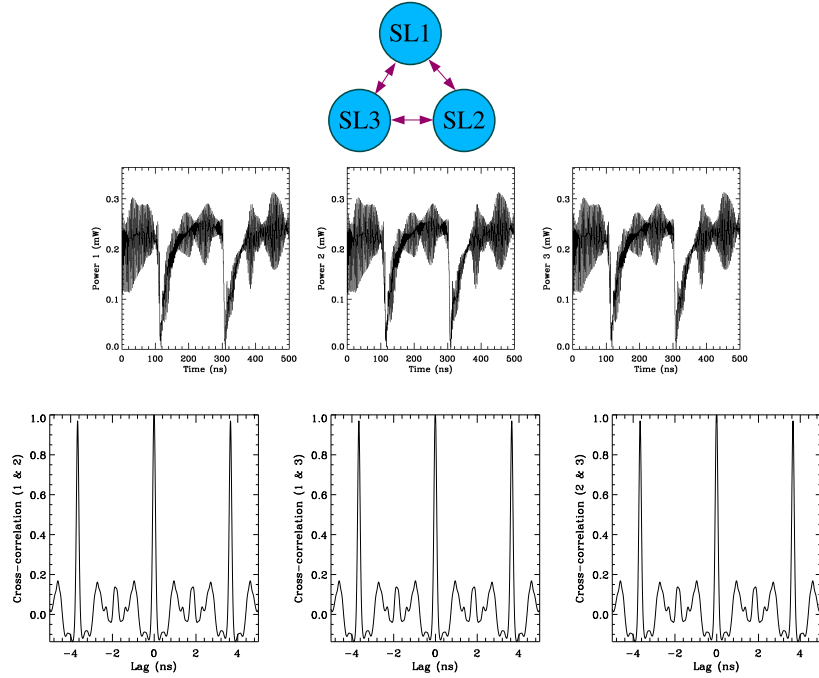 SL1
SL3 SL2
0.3
0.2
0.1
0.0
Power 1 (mW)
0 100 200 300 400 500
Time (ns)
0.3
0.2
0.1
0.0
Power 2 (mW)
0 100 200 300 400 500
Time (ns)
0.3
0.2
0.1
0.0
Power 3 (mW)
0 100 200 300 400 500
Time (ns)
1.0
0.8
0.6
0.4
0.2
0.0
Cross-correlation (1 & 2)
−4 −2 0 2 4
Lag (ns)
1.0
0.8
0.6
0.4
0.2
0.0
Cross-correlation (1 & 3)
−4 −2 0 2 4
Lag (ns)
1.0
0.8
0.6
0.4
0.2
0.0
Cross-correlation (2 & 3)
−4 −2 0 2 4
Lag (ns)